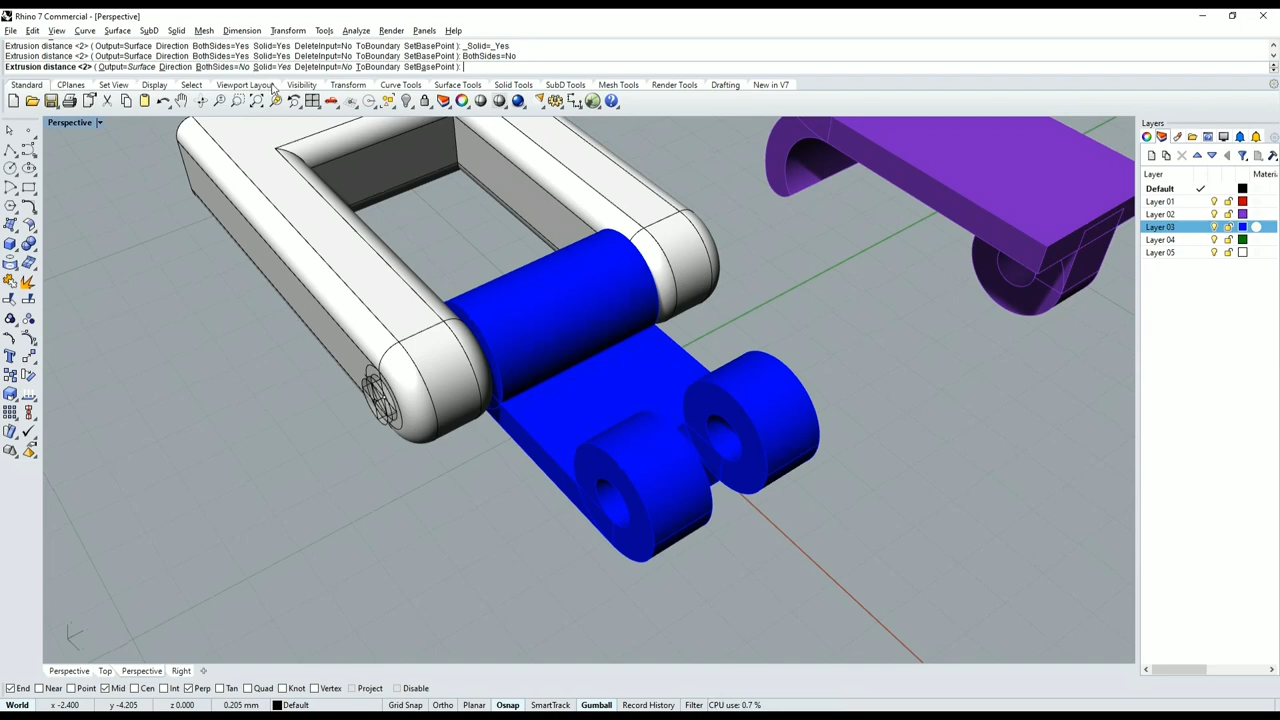 Rhino 7 Commercial - [Perspective]
File Edit View Curve Surface SubD Solid Mesh Dimension Transform Tools Analyze Render Panels Help
Extrusion distance <2> ( Output=Surface Direction BothSides=Yes Solid=Yes DeleteInput=No ToBoundary SetBasePoint ): _Solid=_Yes
Extrusion distance <2> ( Output=Surface Direction BothSides=Yes Solid=Yes DeleteInput=No ToBoundary SetBasePoint ): BothSides=No
Extrusion distance <2> ( Output=Surface Direction BothSides=No Solid=Yes DeleteInput=No ToBoundary SetBasePoint ):
Standard CPlanes Set View Display Select Viewport Layout Visibility Transform Curve Tools Surface Tools Solid Tools SubD Tools Mesh Tools Render Tools Drafting New in V7
Perspective
Layers
Layer Materi
Default
Layer 01
Layer 02
Layer 03
Layer 04
Layer 05
Perspective Top Perspective Right
End Near Point Mid Cen Int Perp Tan Quad Knot Vertex Project Disable
World x -2.400 y -4.205 z 0.000 0.205 mm Default Grid Snap Ortho Planar Osnap SmartTrack Gumball Record History Filter CPU use: 0.7 %